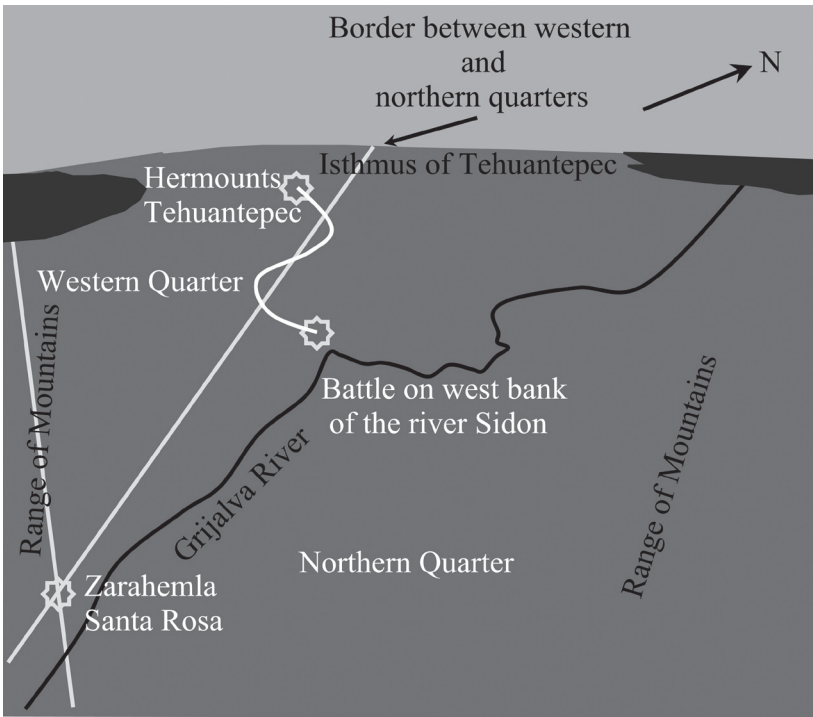 Border between western
and
northern quarters
N
Isthmus of Tehuantepec
Hermounts
Tehuantepec
Western Quarter
Range of Mountains
Battle on west bank
of the river Sidon
Range of Mountains
Grijalva River
Northern Quarter
Zarahemla
Santa Rosa